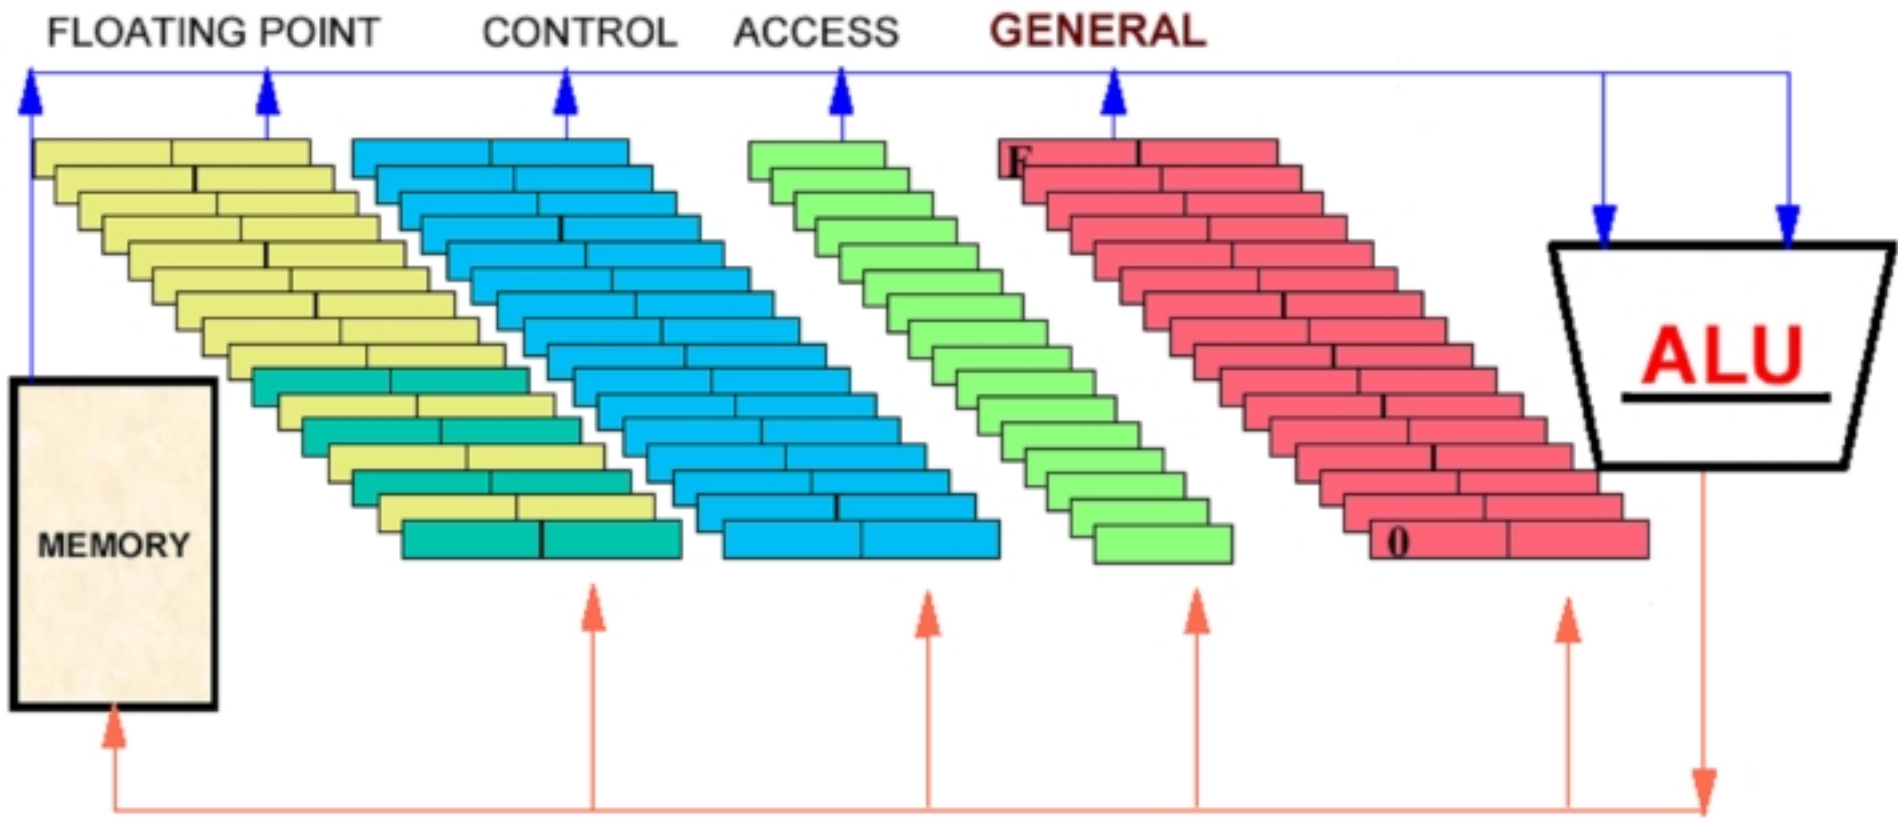 FLOATING POINT CONTROL ACCESS GENERAL
F
ALU
MEMORY
0